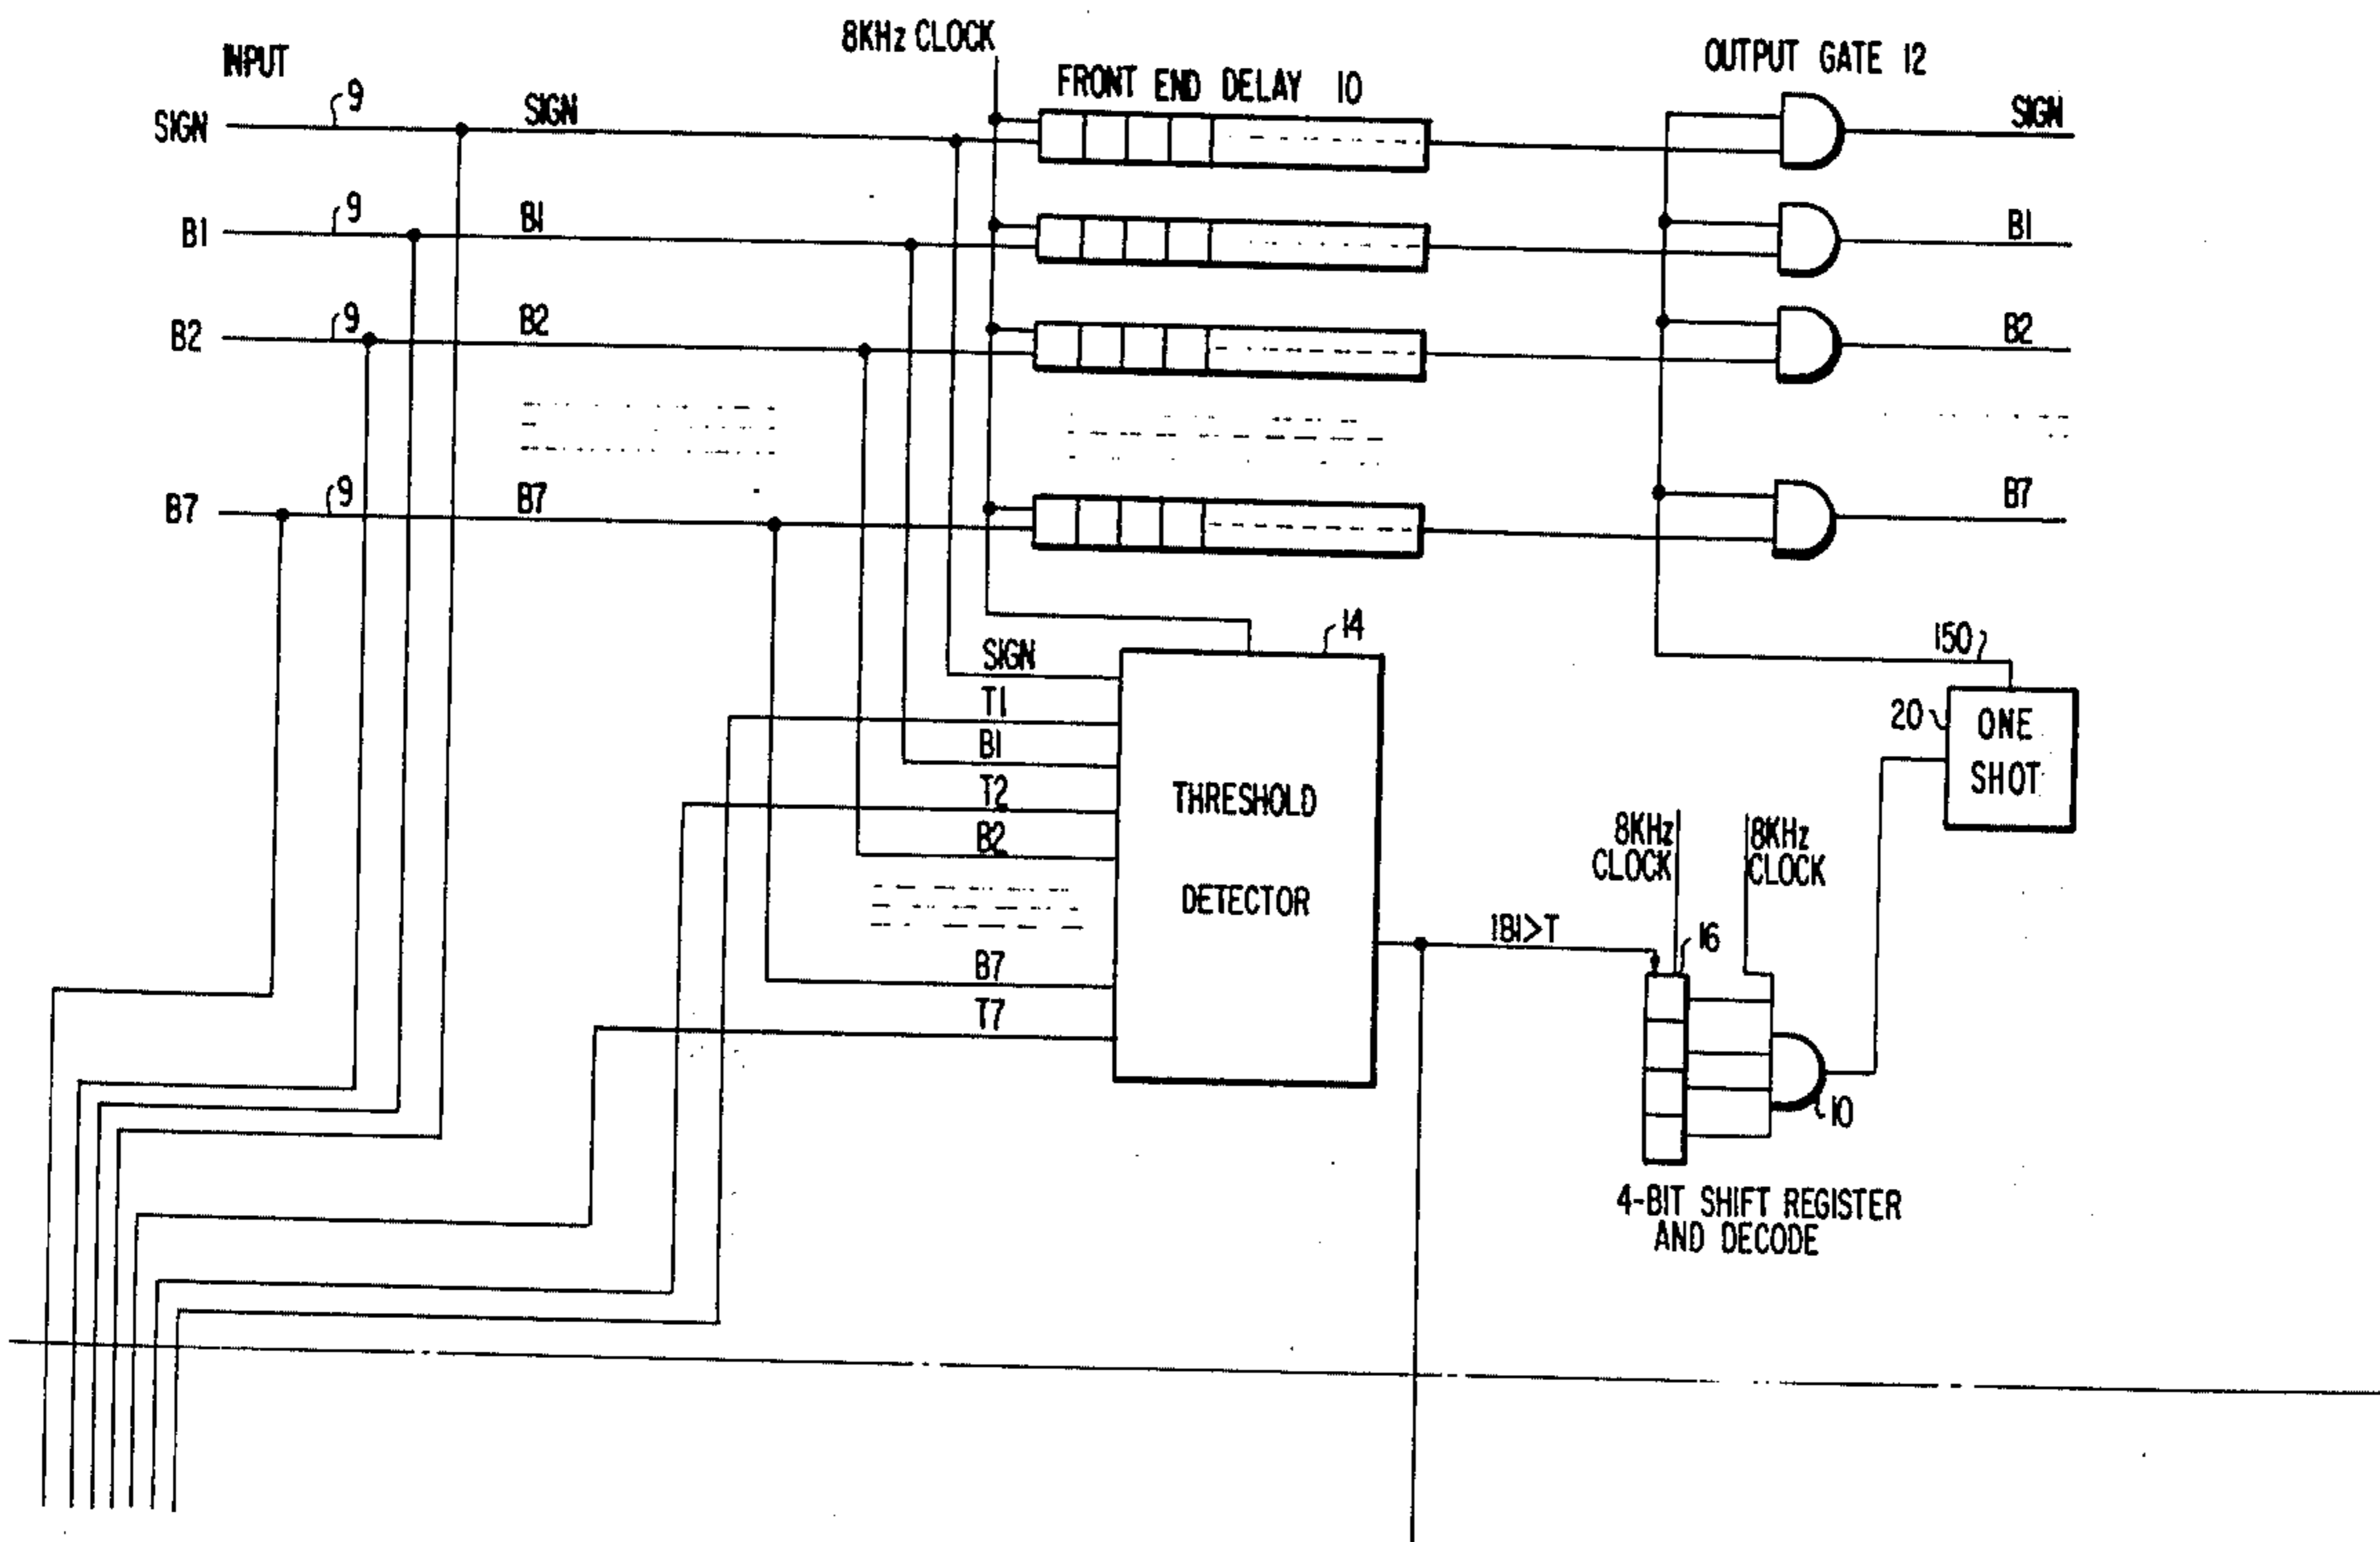 8KHz CLOCK
INPUT
FRONT END DELAY 10
OUTPUT GATE 12
SIGN
9
SIGN
SIGN
B1
9
B1
B1
B2
9
B2
B2
B7
9
B7
B7
14
150
SIGN
T1
B1
T2
B2
B7
T7
THRESHOLD
DETECTOR
20
ONE
SHOT
8KHz
CLOCK
8KHz
CLOCK
|B|>T
16
10
4-BIT SHIFT REGISTER
AND DECODE